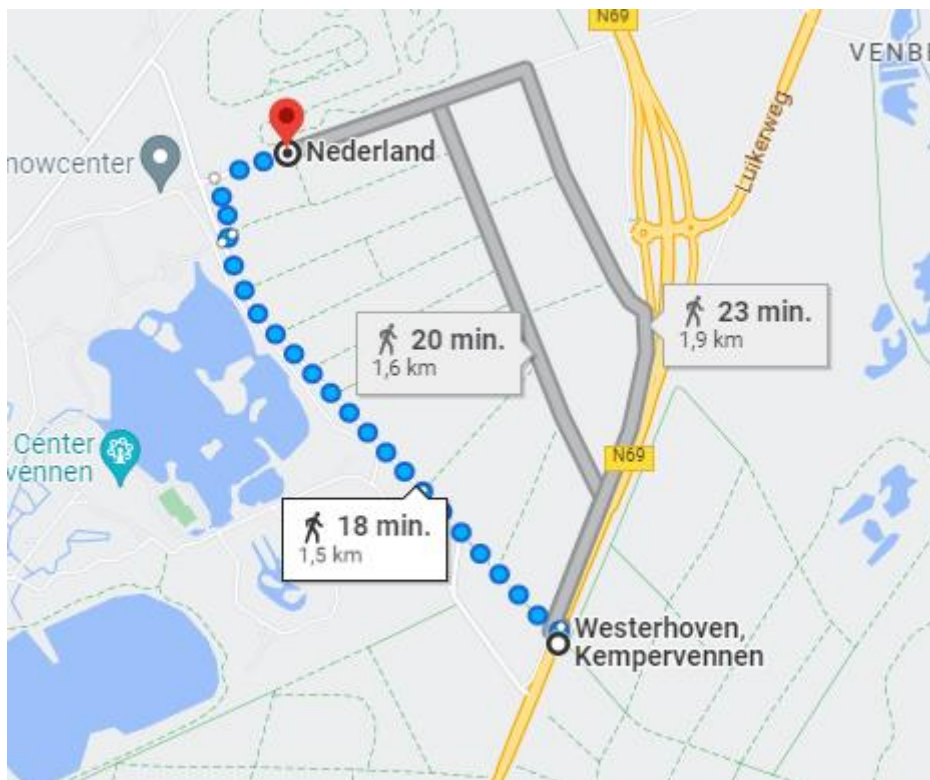 N69
VENBE
Luikerweg
nowcenter
Nederland
20 min.
1,6 km
23 min.
1,9 km
Center
vennen
N69
18 min.
1,5 km
Westerhoven,
Kempervennen